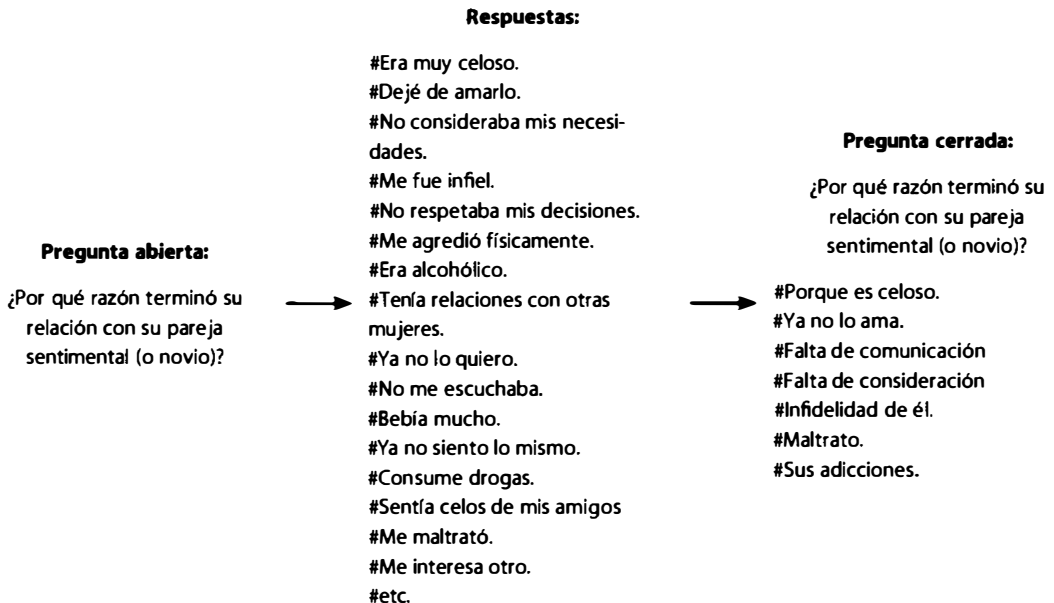 Pregunta abierta:
¿Por qué razón terminó su
relación con su pareja
sentimental (o novio)?
Respuestas:
#Era muy celoso.
#Dejé de amarlo.
#No consideraba mis necesi-
dades.
#Me fue infiel.
#No respetaba mis decisiones.
#Me agredió físicamente.
#Era alcohólico.
#Tenía relaciones con otras
mujeres.
#Ya no lo quiero.
#No me escuchaba.
#Bebía mucho.
#Ya no siento lo mismo.
#Consume drogas.
#Sentía celos de mis amigos
#Me maltrató.
#Me interesa otro.
#etc.
Pregunta cerrada:
¿Por qué razón terminó su
relación con su pareja
sentimental (o novio)?
#Porque es celoso.
#Ya no lo ama.
#Falta de comunicación
#Falta de consideración
#Infidelidad de él.
#Maltrato.
#Sus adicciones.